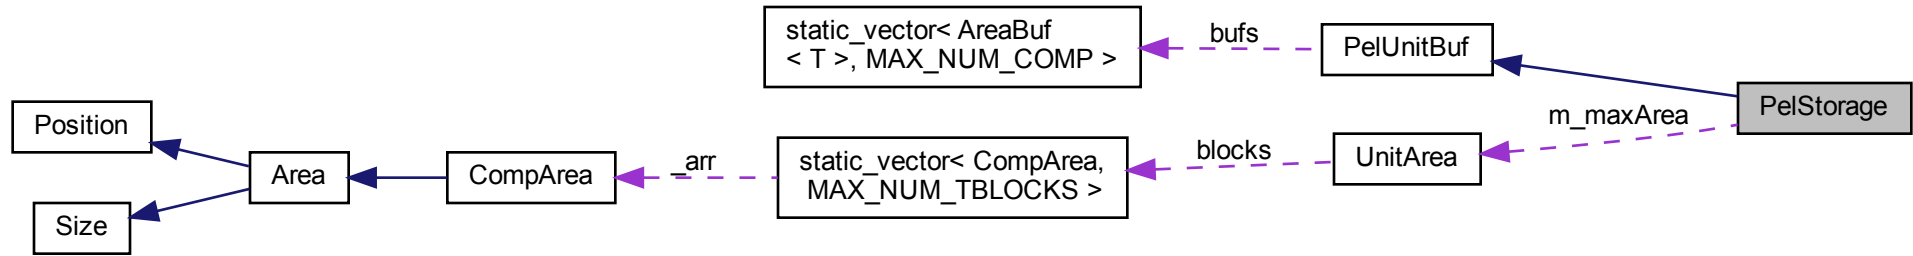 static_vector< AreaBuf
< T >, MAX_NUM_COMP >
bufs
PelUnitBuf
PelStorage
m_maxArea
Position
Area
CompArea
_arr
static_vector< CompArea,
MAX_NUM_TBLOCKS >
blocks
UnitArea
Size